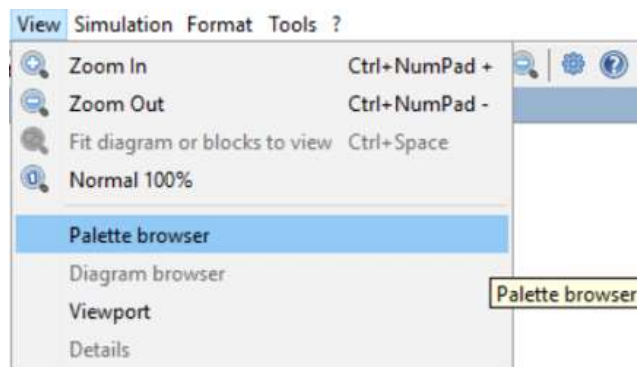 View Simulation Format Tools ?
Zoom In Ctrl+NumPad +
Zoom Out Ctrl+NumPad -
Fit diagram or blocks to view Ctrl+Space
Normal 100%
Palette browser
Diagram browser
Palette browser
Viewport
Details